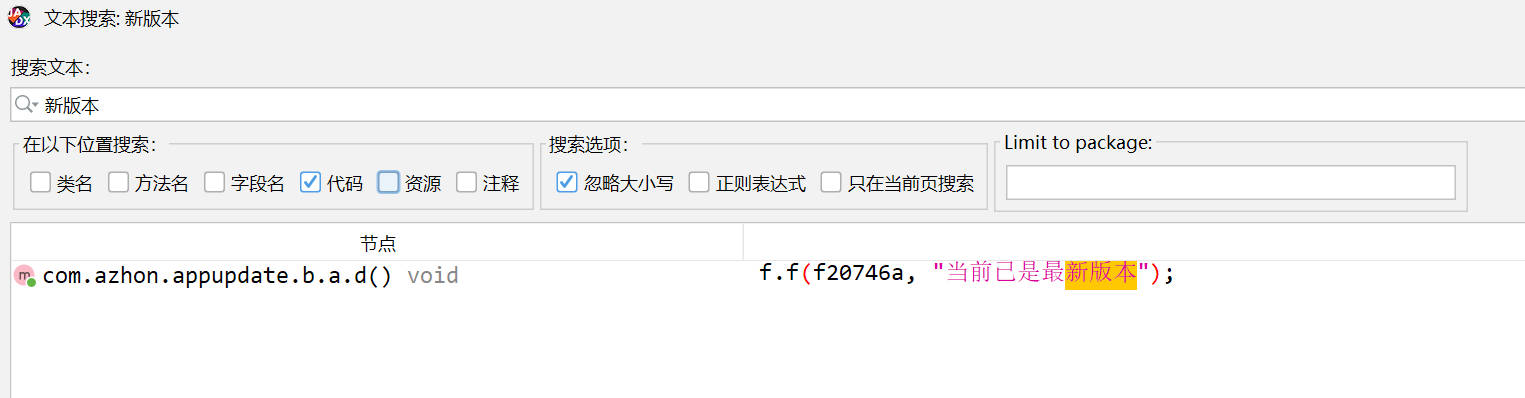 文本搜索: 新版本
搜索文本:
新版本
在以下位置搜索: 搜索选项: Limit to package:
类名 方法名 字段名 代码 资源 注释 忽略大小写 正则表达式 只在当前页搜索
节点
com.azhon.appupdate.b.a.d() void f.f(f20746a, "当前已是最新版本");